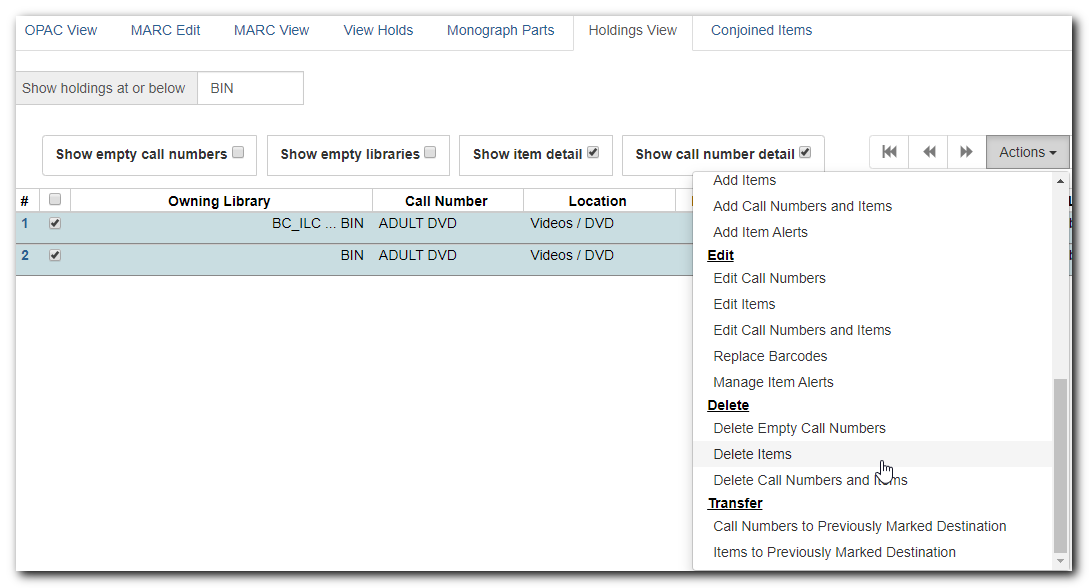 OPAC View MARC Edit MARC View View Holds Monograph Parts Holdings View Conjoined Items
Show holdings at or below BIN
Show empty call numbers Show empty libraries Show item detail Show call number detail Actions
# Owning Library Call Number Location
1 BC_ILC ... BIN ADULT DVD Videos / DVD
2 BIN ADULT DVD Videos / DVD
Add Items
Add Call Numbers and Items
Add Item Alerts
Edit
Edit Call Numbers
Edit Items
Edit Call Numbers and Items
Replace Barcodes
Manage Item Alerts
Delete
Delete Empty Call Numbers
Delete Items
Delete Call Numbers and Items
Transfer
Call Numbers to Previously Marked Destination
Items to Previously Marked Destination